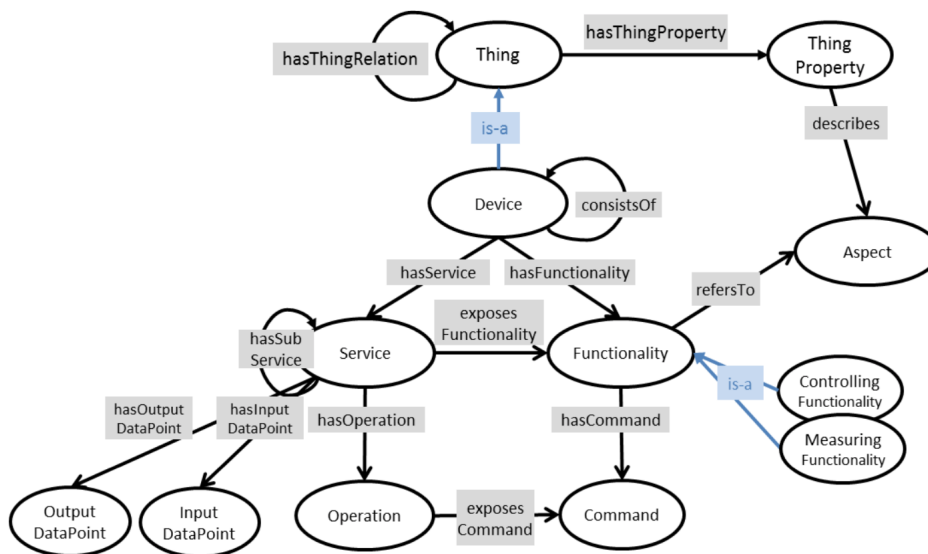 hasThingRelation
Thing
hasThingProperty
Thing
Property
is-a
describes
Device
consistsOf
Aspect
hasService
hasFunctionality
refersTo
hasSub
Service
Service
exposes
Functionality
Functionality
is-a
Controlling
Functionality
Measuring
Functionality
hasOutput
DataPoint
hasInput
DataPoint
hasOperation
hasCommand
Output
DataPoint
Input
DataPoint
Operation
exposes
Command
Command